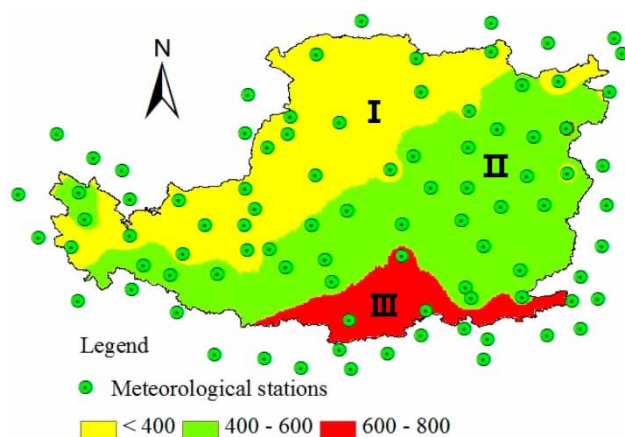 N
I
II
III
Legend
Meteorological stations
< 400 400 - 600 600 - 800